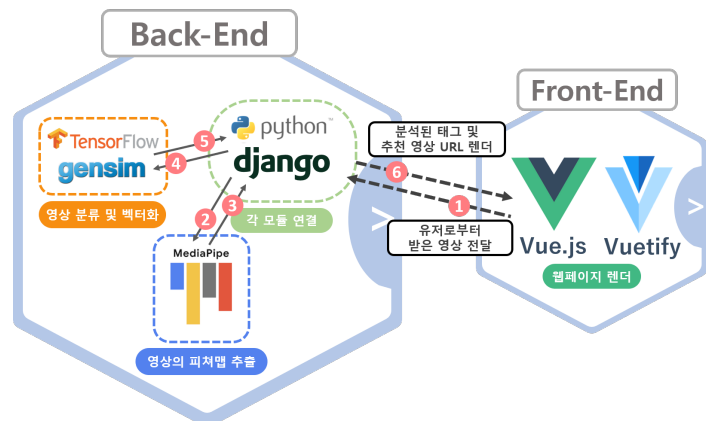 Back-End
Front-End
TensorFlow
gensim
영상 분류 및 벡터화
5
4
python™
django
각 모듈 연결
2
3
MediaPipe
영상의 피쳐맵 추출
분석된 태그 및
추천 영상 URL 렌더
6
1
유저로부터
받은 영상 전달
>
Vue.js
Vuetify
웹페이지 렌더
>